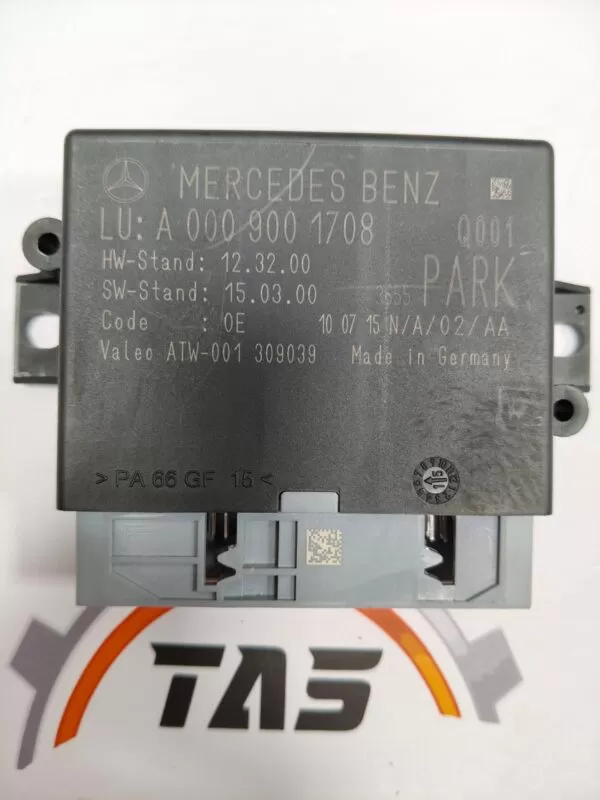 MERCEDES BENZ
LU: A 000 900 1708 Q001
HW-Stand: 12.32.00
SW-Stand: 15.03.00 3655 PARK
Code : 0E 10 07 15 N/A/02/AA
Valeo ATW-001 309039 Made in Germany
> PA 66 GF 15 <
TAS